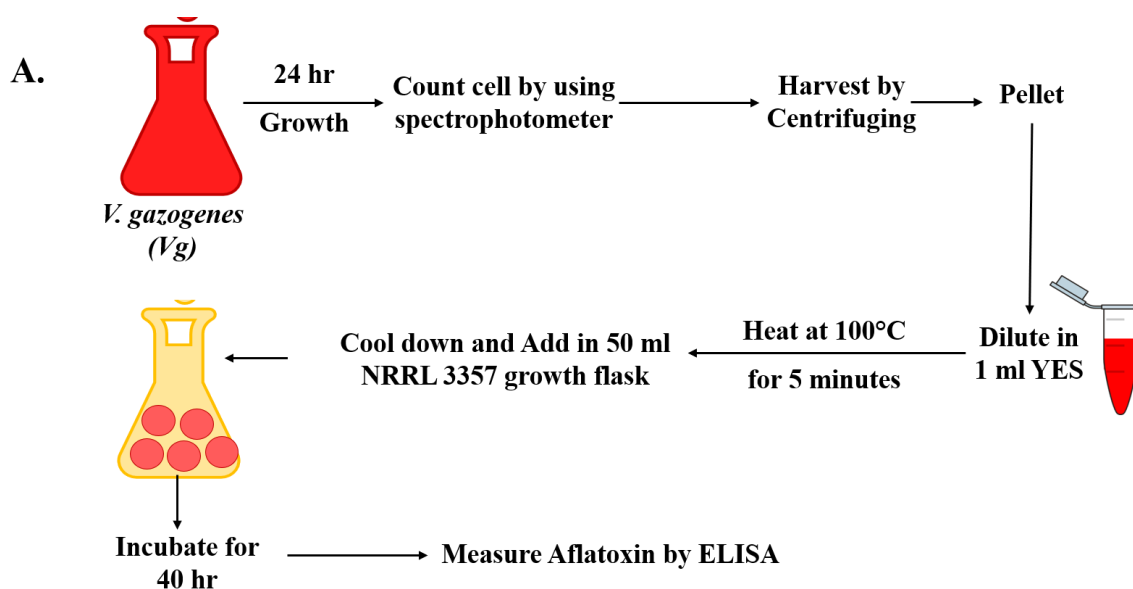 A.
24 hr
Growth
Count cell by using
spectrophotometer
Harvest by
Centrifuging
Pellet
V. gazogenes
(Vg)
Dilute in
1 ml YES
Heat at 100°C
for 5 minutes
Cool down and Add in 50 ml
NRRL 3357 growth flask
Incubate for
40 hr
Measure Aflatoxin by ELISA